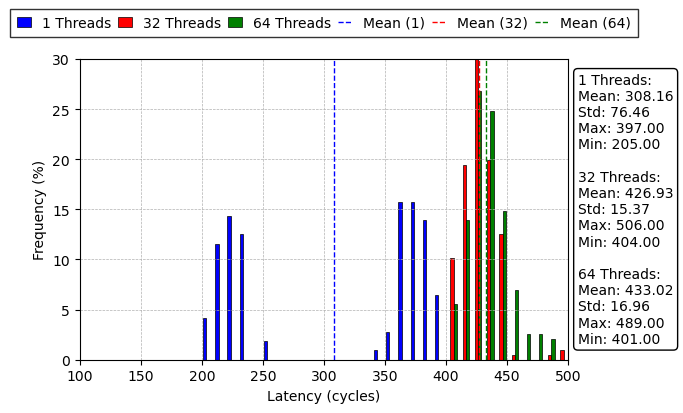 1 Threads 32 Threads 64 Threads Mean (1) Mean (32) Mean (64)
30
25
20
15
10
5
0
Frequency (%)
100 150 200 250 300 350 400 450 500
Latency (cycles)
1 Threads:
Mean: 308.16
Std: 76.46
Max: 397.00
Min: 205.00
32 Threads:
Mean: 426.93
Std: 15.37
Max: 506.00
Min: 404.00
64 Threads:
Mean: 433.02
Std: 16.96
Max: 489.00
Min: 401.00